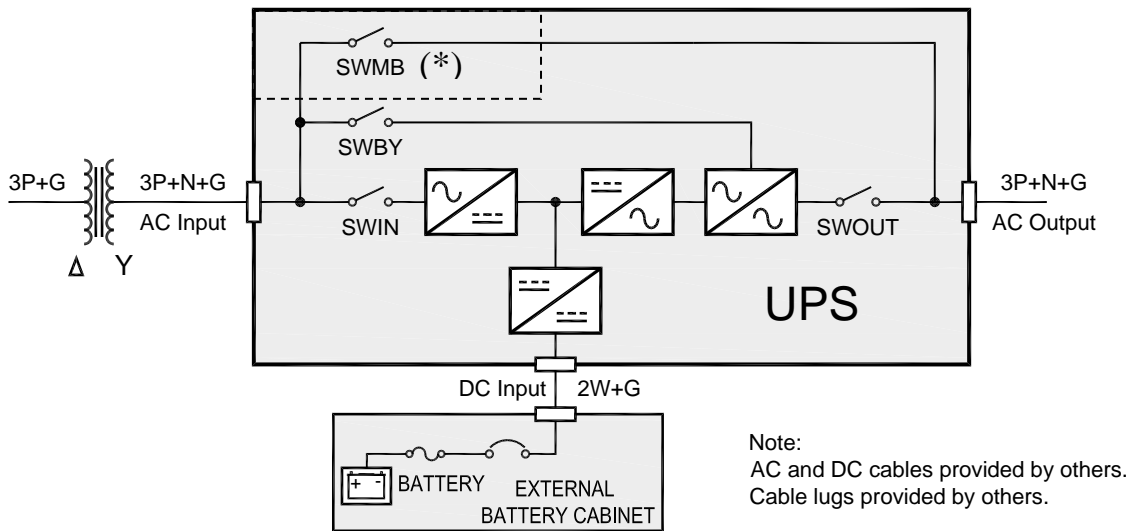 SWMB (*)
SWBY
3P+G
3P+N+G
AC Input
Δ Y
SWIN
SWOUT
3P+N+G
AC Output
UPS
DC Input 2W+G
+ -
BATTERY
EXTERNAL
BATTERY CABINET
Note:
AC and DC cables provided by others.
Cable lugs provided by others.